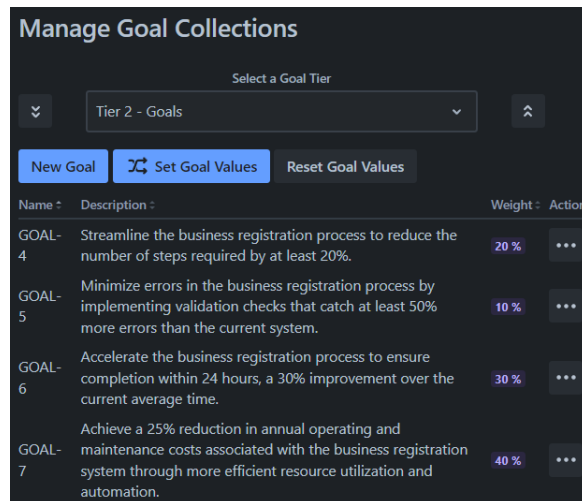 Manage Goal Collections
Select a Goal Tier
Tier 2 - Goals
New Goal Set Goal Values Reset Goal Values
Name Description Weight Action
GOAL-4 Streamline the business registration process to reduce the
number of steps required by at least 20%. 20 %
GOAL-5 Minimize errors in the business registration process by
implementing validation checks that catch at least 50%
more errors than the current system. 10 %
GOAL-6 Accelerate the business registration process to ensure
completion within 24 hours, a 30% improvement over the
current average time. 30 %
GOAL-7 Achieve a 25% reduction in annual operating and
maintenance costs associated with the business registration
system through more efficient resource utilization and
automation. 40 %